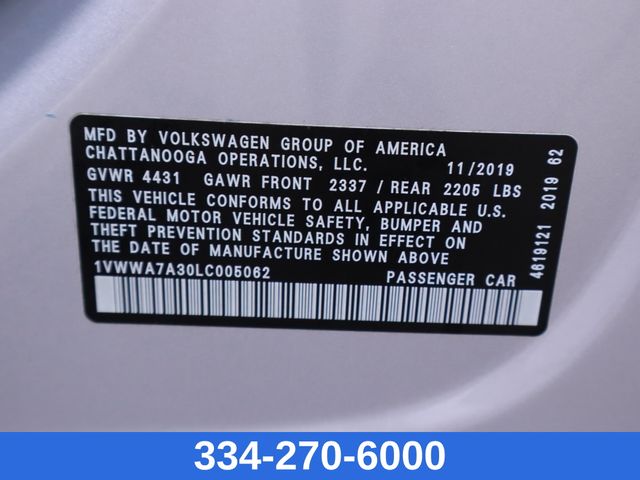 MFD BY VOLKSWAGEN GROUP OF AMERICA
CHATTANOOGA OPERATIONS, LLC. 11/2019
GVWR 4431 GAWR FRONT 2337 / REAR 2205 LBS
THIS VEHICLE CONFORMS TO ALL APPLICABLE U.S.
FEDERAL MOTOR VEHICLE SAFETY, BUMPER AND
THEFT PREVENTION STANDARDS IN EFFECT ON
THE DATE OF MANUFACTURE SHOWN ABOVE
1VWWA7A30LC005062 PASSENGER CAR
4619121 2019 62
334-270-6000